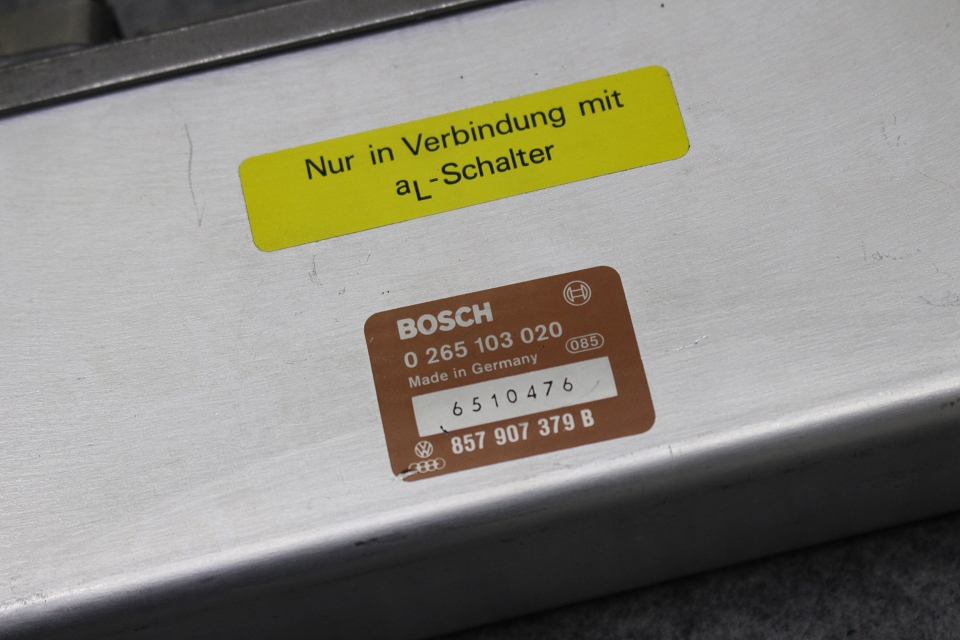 Nur in Verbindung mit
aL-Schalter
BOSCH
0 265 103 020
085
Made in Germany
6510476
857 907 379 B